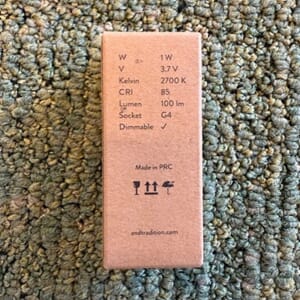 W 1 W
V 3.7 V
Kelvin 2700 K
CRI 85
Lumen 100 lm
Socket G4
Dimmable ✓
Made in PRC
andtradition.com